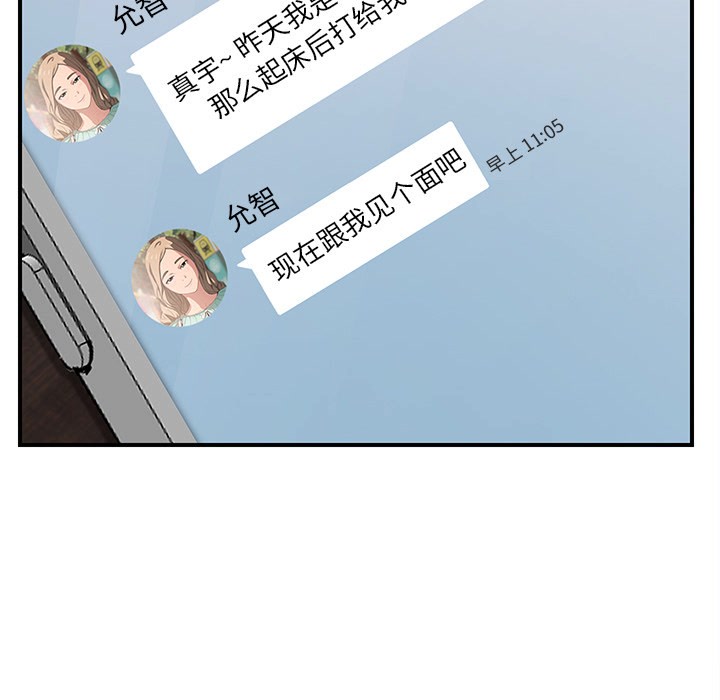 允智
真宇~ 昨天我是
那么起床后打给我
允智
现在跟我见个面吧
早上 11:05